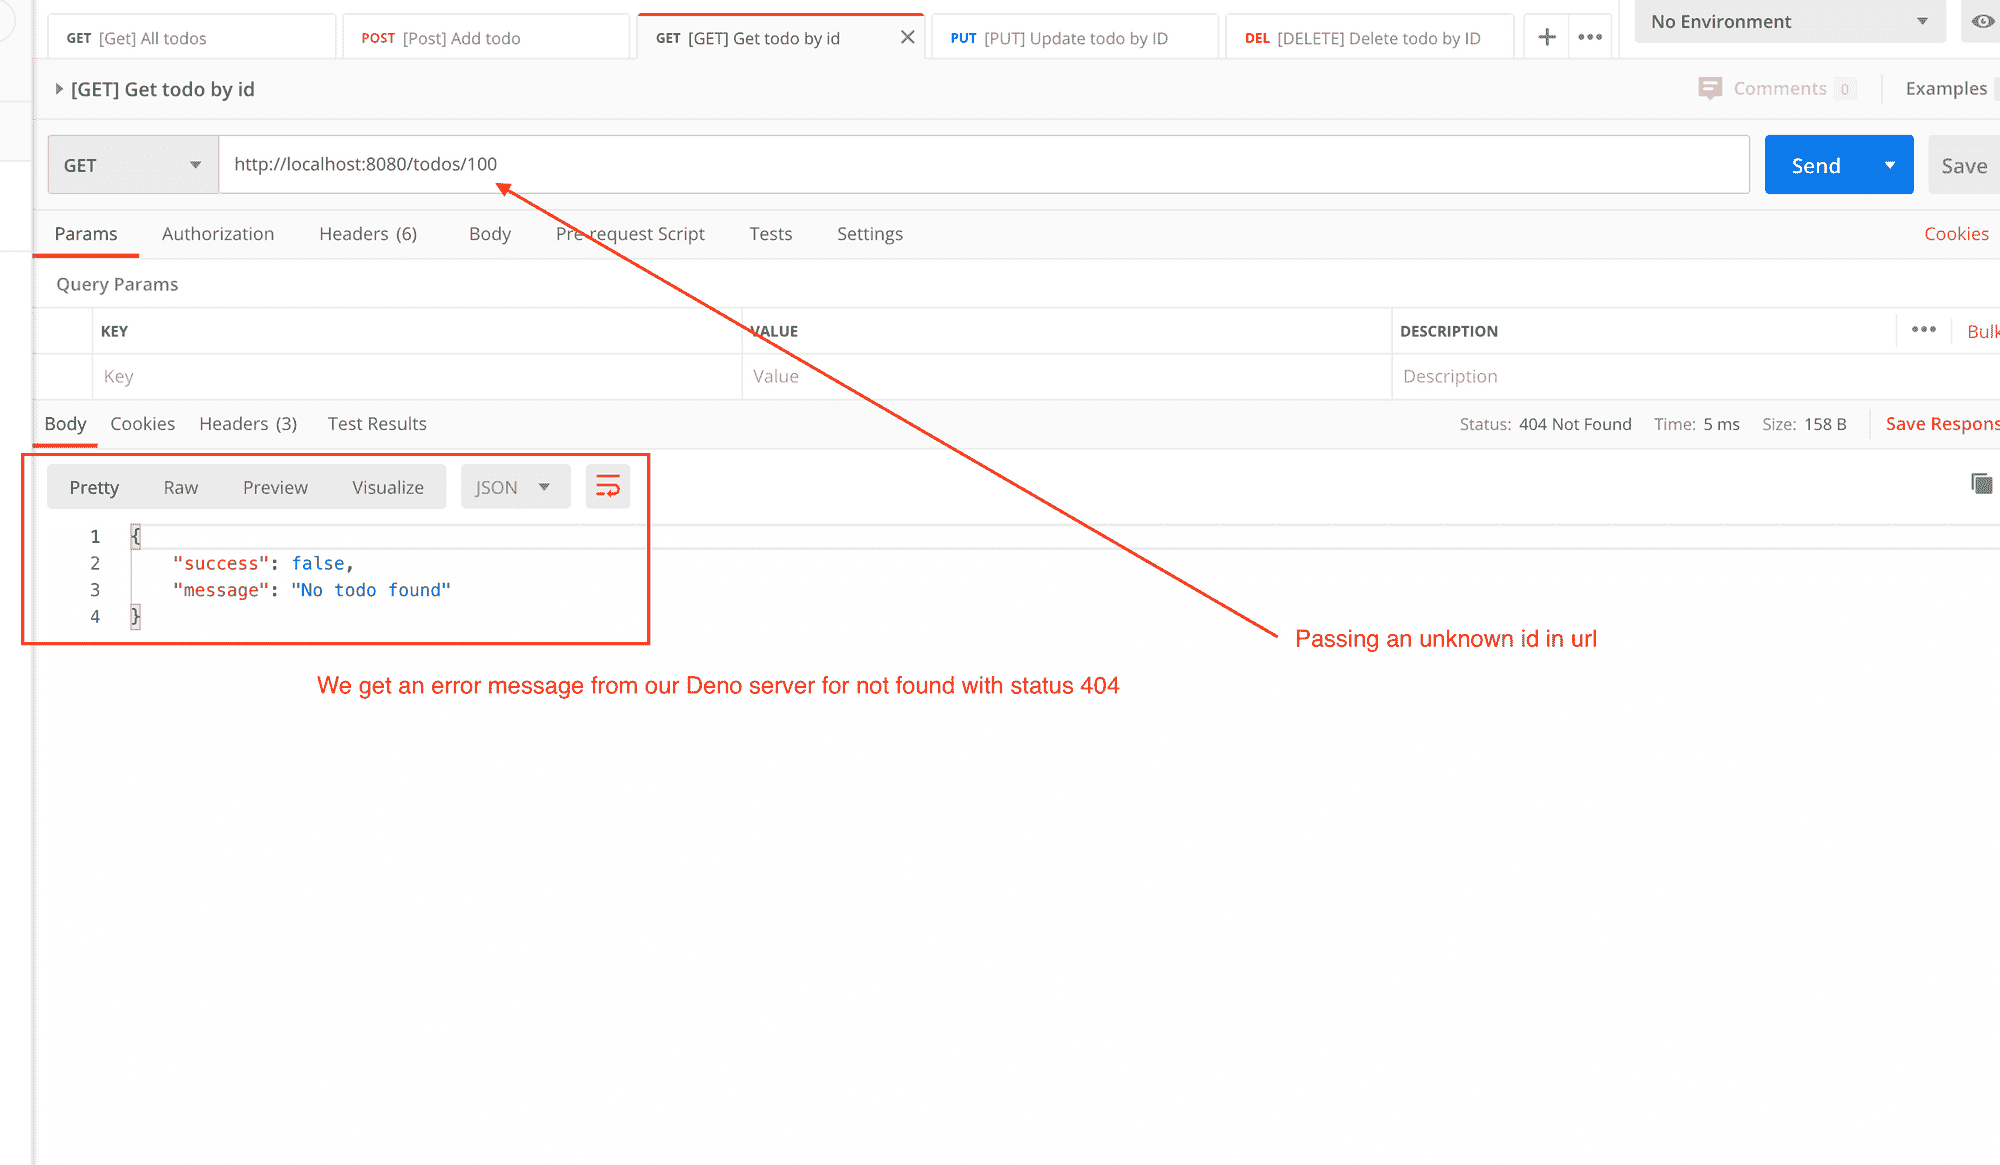 GET [Get] All todos
POST [Post] Add todo
GET [GET] Get todo by id
PUT [PUT] Update todo by ID
DEL [DELETE] Delete todo by ID
No Environment
[GET] Get todo by id
Comments 0
Examples
GET
http://localhost:8080/todos/100
Send
Save
Params
Authorization
Headers (6)
Body
Pre-request Script
Tests
Settings
Cookies
Query Params
KEY
VALUE
DESCRIPTION
Bulk
Key
Value
Description
Body
Cookies
Headers (3)
Test Results
Status: 404 Not Found
Time: 5 ms
Size: 158 B
Save Respons
Pretty
Raw
Preview
Visualize
JSON
1 {
2 "success": false,
3 "message": "No todo found"
4 }
Passing an unknown id in url
We get an error message from our Deno server for not found with status 404